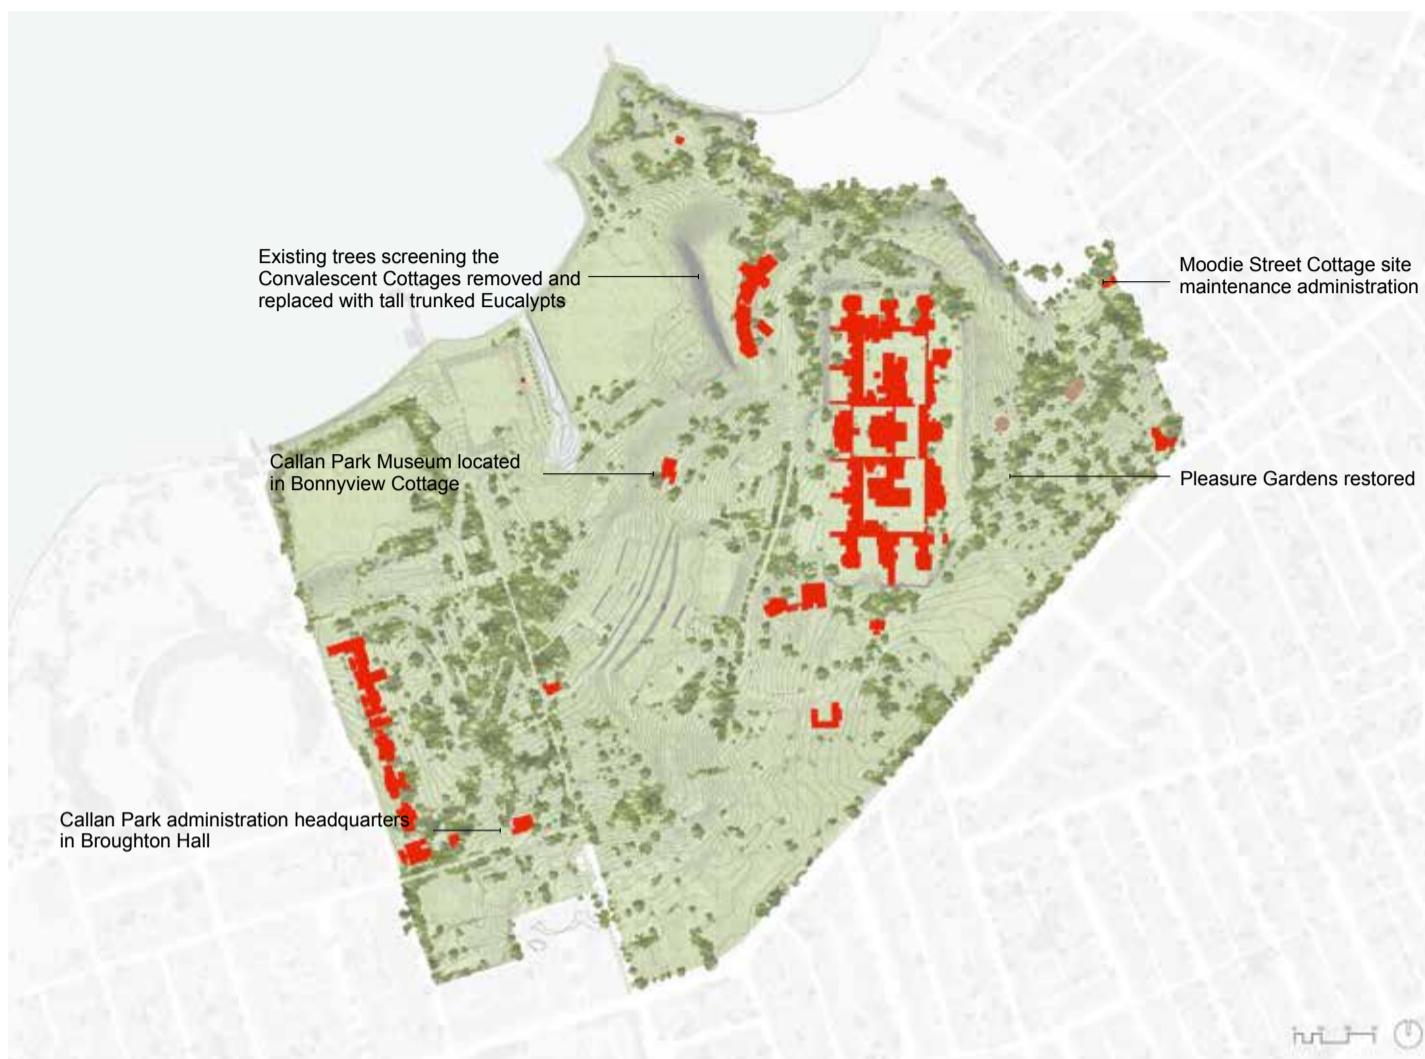 Existing trees screening the
Convalescent Cottages removed and
replaced with tall trunked Eucalypts
Moodie Street Cottage site
maintenance administration
Callan Park Museum located
in Bonnyview Cottage
Pleasure Gardens restored
Callan Park administration headquarters
in Broughton Hall